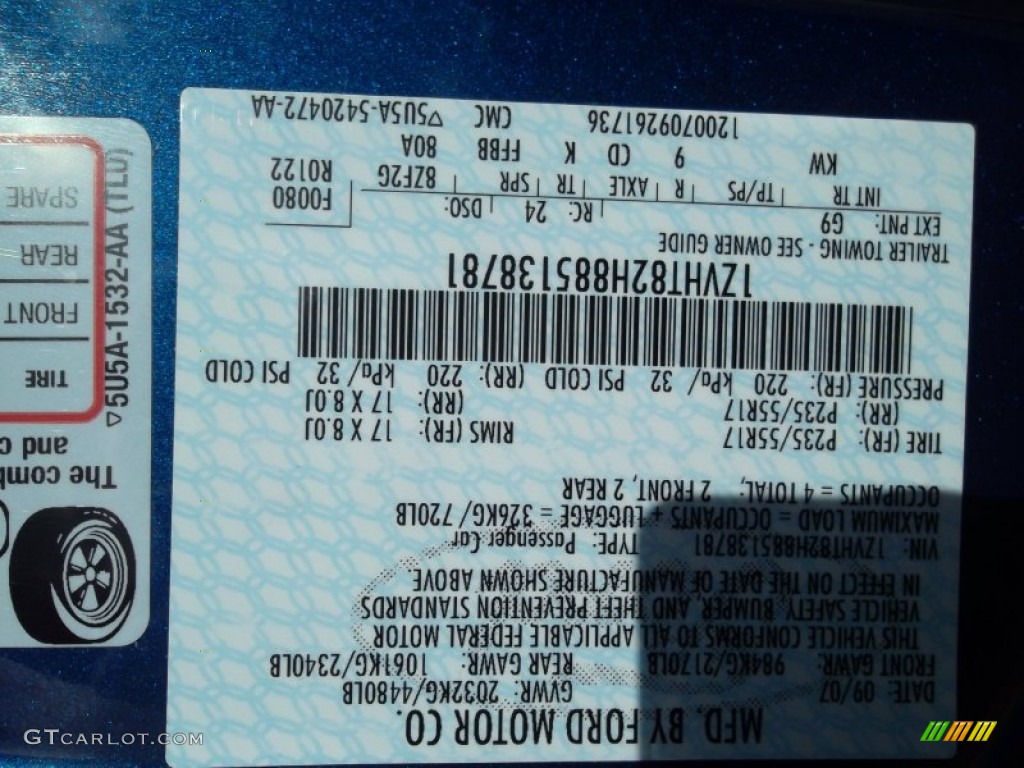 MFD. BY FORD MOTOR CO.
DATE: 09/07 GVWR: 2032KG/4480LB
FRONT GAWR: 984KG/2170LB REAR GAWR: 1061KG/2340LB
THIS VEHICLE CONFORMS TO ALL APPLICABLE FEDERAL MOTOR
VEHICLE SAFETY, BUMPER, AND THEFT PREVENTION STANDARDS
IN EFFECT ON THE DATE OF MANUFACTURE SHOWN ABOVE
VIN: 1ZVHT82H885138781 TYPE: Passenger Car
MAXIMUM LOAD = OCCUPANTS + LUGGAGE = 326KG/720LB
OCCUPANTS = 4 TOTAL, 2 FRONT, 2 REAR
TIRE (FR): P235/55R17 RIMS (FR): 17 X 8.0J
(RR): P235/55R17 (RR): 17 X 8.0J
PRESSURE (FR): 220 kPa/ 32 PSI COLD (RR): 220 kPa/ 32 PSI COLD
1ZVHT82H885138781
TRAILER TOWING - SEE OWNER GUIDE
EXT PNT: G9 RC: 24 DSO: F0080
INT TR TP/PS R AXLE TR SPR 8ZF2G R0122
KW 9 CD K FFBB 80A
1200709261736 CMC ▽5U5A-5420472-AA
The comb
and c
TIRE
FRONT
REAR
SPARE
▽5U5A-1532-AA (TLU)
GTCARLOT.COM